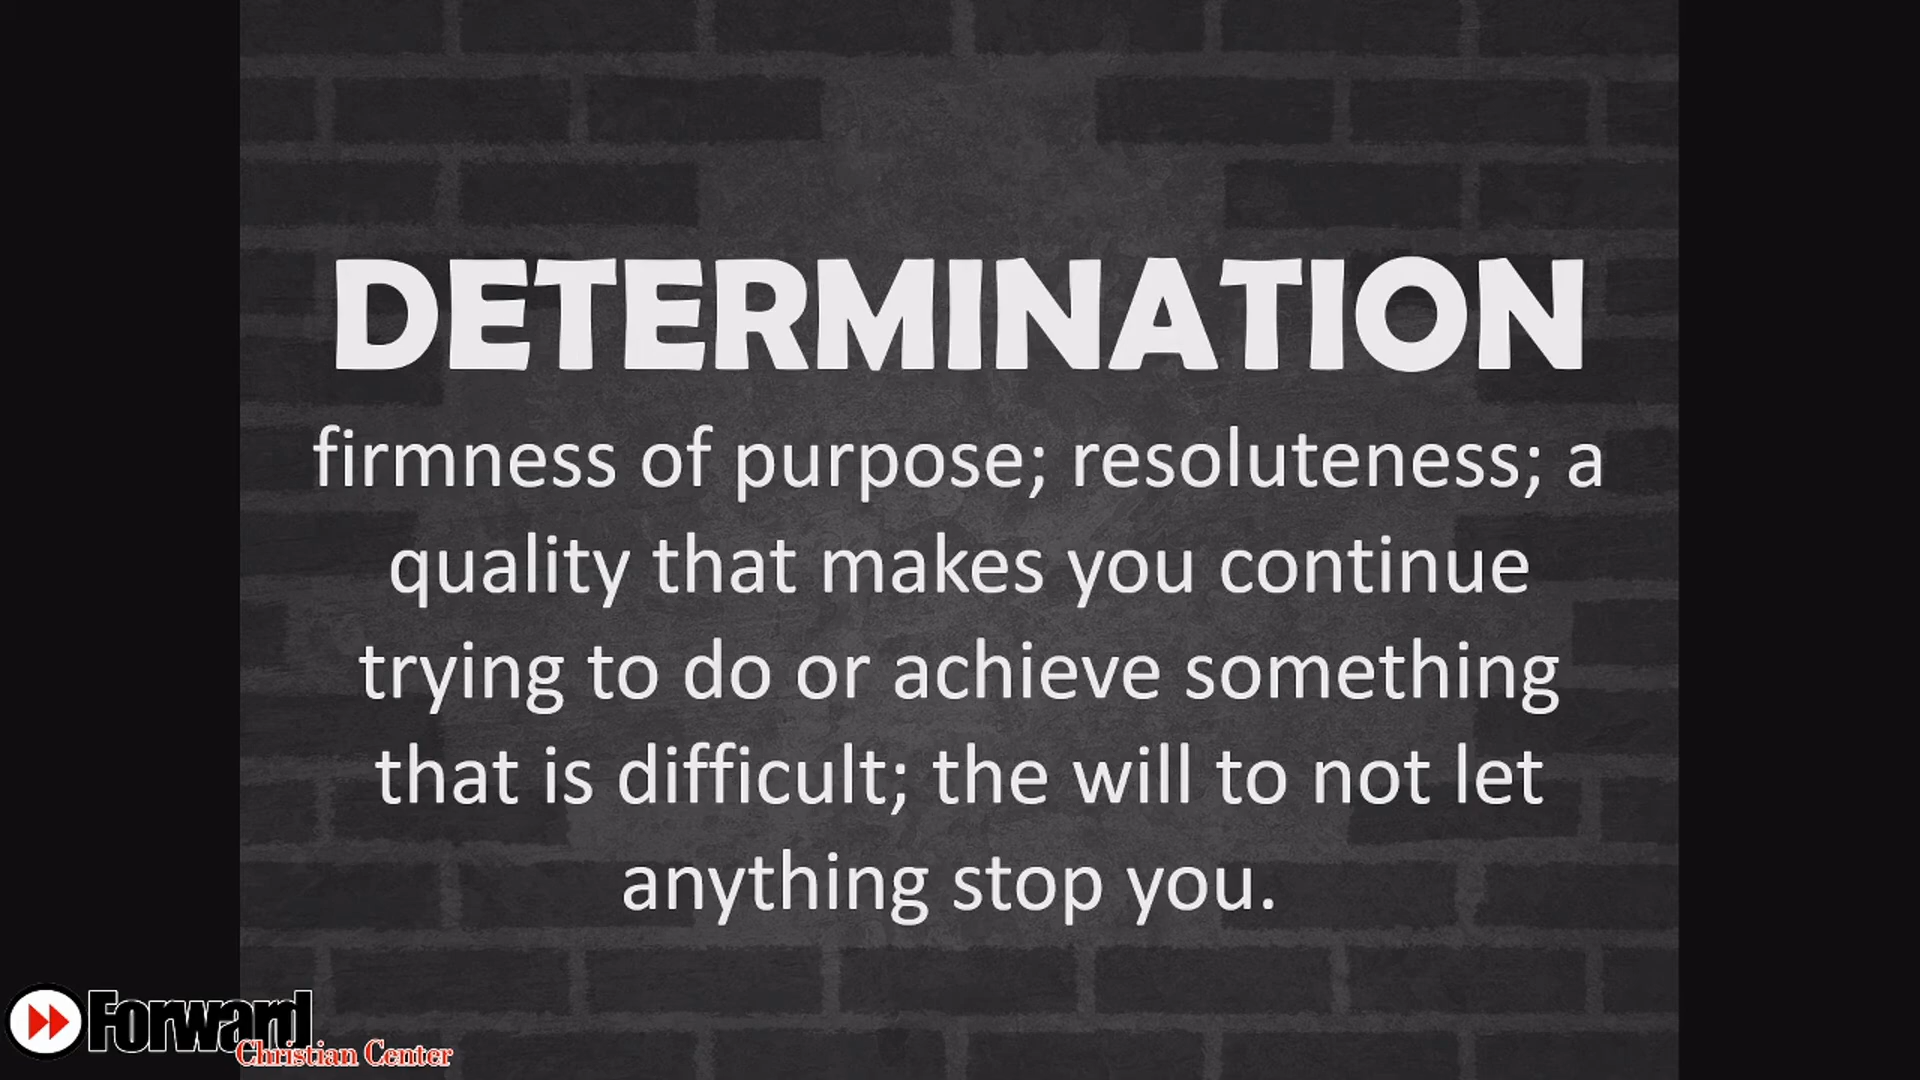 DETERMINATION
firmness of purpose; resoluteness; a
quality that makes you continue
trying to do or achieve something
that is difficult; the will to not let
anything stop you.
Forward
Christian Center